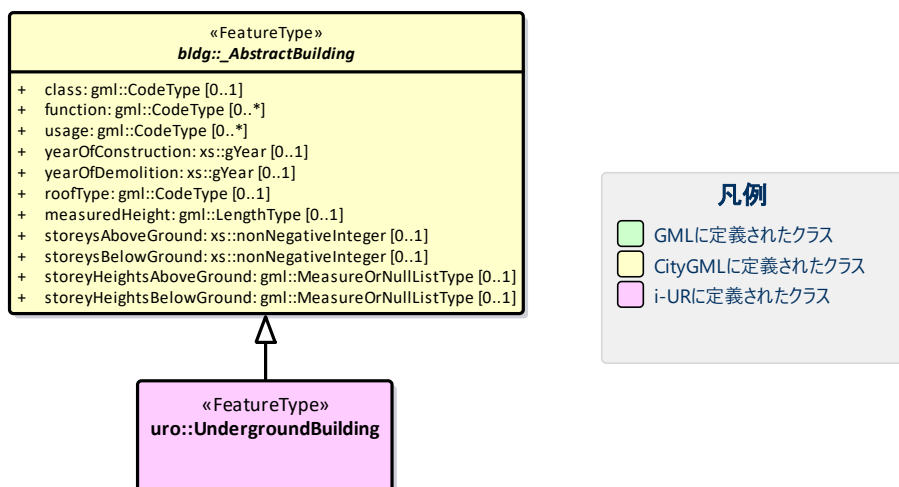 «FeatureType»
bldg::_AbstractBuilding
+ class: gml::CodeType [0..1]
+ function: gml::CodeType [0..*]
+ usage: gml::CodeType [0..*]
+ yearOfConstruction: xs::gYear [0..1]
+ yearOfDemolition: xs::gYear [0..1]
+ roofType: gml::CodeType [0..1]
+ measuredHeight: gml::LengthType [0..1]
+ storeysAboveGround: xs::nonNegativeInteger [0..1]
+ storeysBelowGround: xs::nonNegativeInteger [0..1]
+ storeyHeightsAboveGround: gml::MeasureOrNullListType [0..1]
+ storeyHeightsBelowGround: gml::MeasureOrNullListType [0..1]
«FeatureType»
uro::UndergroundBuilding
凡例
GMLに定義されたクラス
CityGMLに定義されたクラス
i-URに定義されたクラス